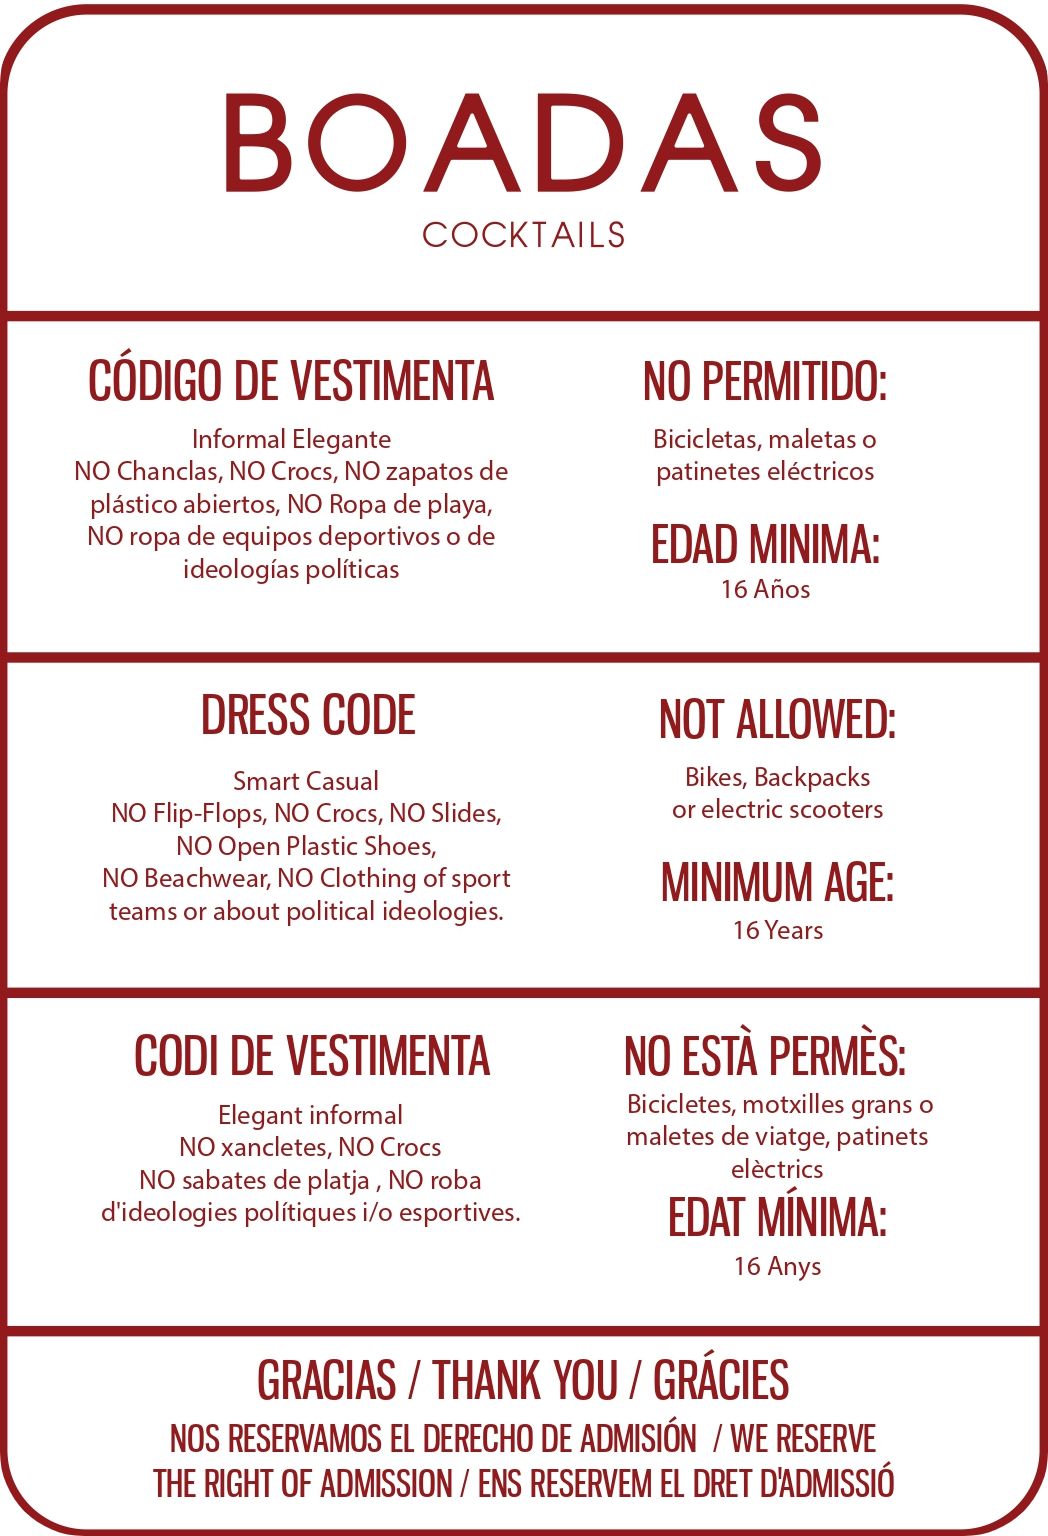 BOADAS
COCKTAILS
CÓDIGO DE VESTIMENTA
Informal Elegante
NO Chanclas, NO Crocs, NO zapatos de
plástico abiertos, NO Ropa de playa,
NO ropa de equipos deportivos o de
ideologías políticas
NO PERMITIDO:
Bicicletas, maletas o
patinetes eléctricos
EDAD MINIMA:
16 Años
DRESS CODE
Smart Casual
NO Flip-Flops, NO Crocs, NO Slides,
NO Open Plastic Shoes,
NO Beachwear, NO Clothing of sport
teams or about political ideologies.
NOT ALLOWED:
Bikes, Backpacks
or electric scooters
MINIMUM AGE:
16 Years
CODI DE VESTIMENTA
Elegant informal
NO xancletes, NO Crocs
NO sabates de platja , NO roba
d'ideologies polítiques i/o esportives.
NO ESTÀ PERMÈS:
Bicicletes, motxilles grans o
maletes de viatge, patinets
elèctrics
EDAT MÍNIMA:
16 Anys
GRACIAS / THANK YOU / GRÁCIES
NOS RESERVAMOS EL DERECHO DE ADMISIÓN / WE RESERVE
THE RIGHT OF ADMISSION / ENS RESERVEM EL DRET D'ADMISSIÓ